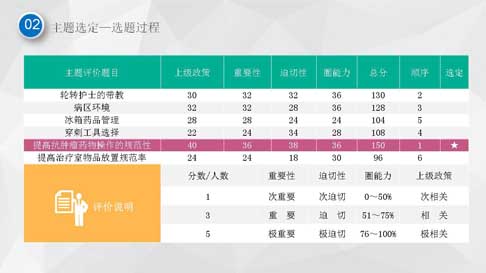 02 主题选定—选题过程
主题评价题目 上级政策 重要性 迫切性 圈能力 总分 顺序 选定
轮转护士的带教 30 32 32 36 130 2
病区环境 32 32 28 36 128 3
冰箱药品管理 28 28 24 24 104 5
穿刺工具选择 22 24 34 28 108 4
提高抗肿瘤药物操作的规范性 40 36 38 36 150 1 ★
提高治疗室物品放置规范率 24 24 18 30 96 6
评价说明
分数/人数 重要性 迫切性 圈能力 上级政策
1 次重要 次迫切 0～50% 次相关
3 重 要 迫 切 51～75% 相 关
5 极重要 极迫切 76～100% 极相关